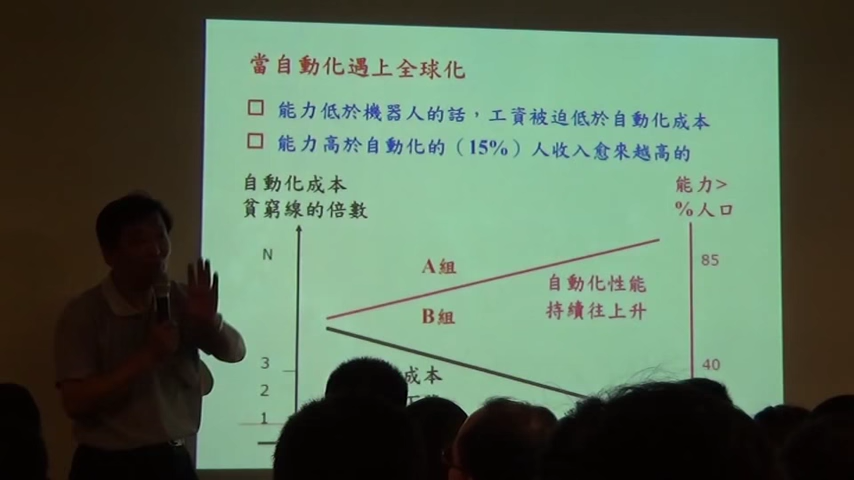 當自動化遇上全球化
能力低於機器人的話，工資被迫低於自動化成本
能力高於自動化的（15%）人收入愈來越高的
自動化成本
貧窮線的倍數
能力>
%人口
N
A組
85
自動化性能
持續往上升
B組
3
成本
40
2
1